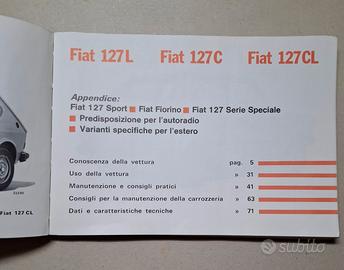 Fiat 127L Fiat 127C Fiat 127CL
Appendice:
Fiat 127 Sport ■ Fiat Fiorino ■ Fiat 127 Serie Speciale
■ Predisposizione per l'autoradio
■ Varianti specifiche per l'estero
Conoscenza della vettura pag. 5
Uso della vettura » 31
Manutenzione e consigli pratici » 41
Consigli per la manutenzione della carrozzeria » 63
Dati e caratteristiche tecniche » 71
Fiat 127 CL
subito